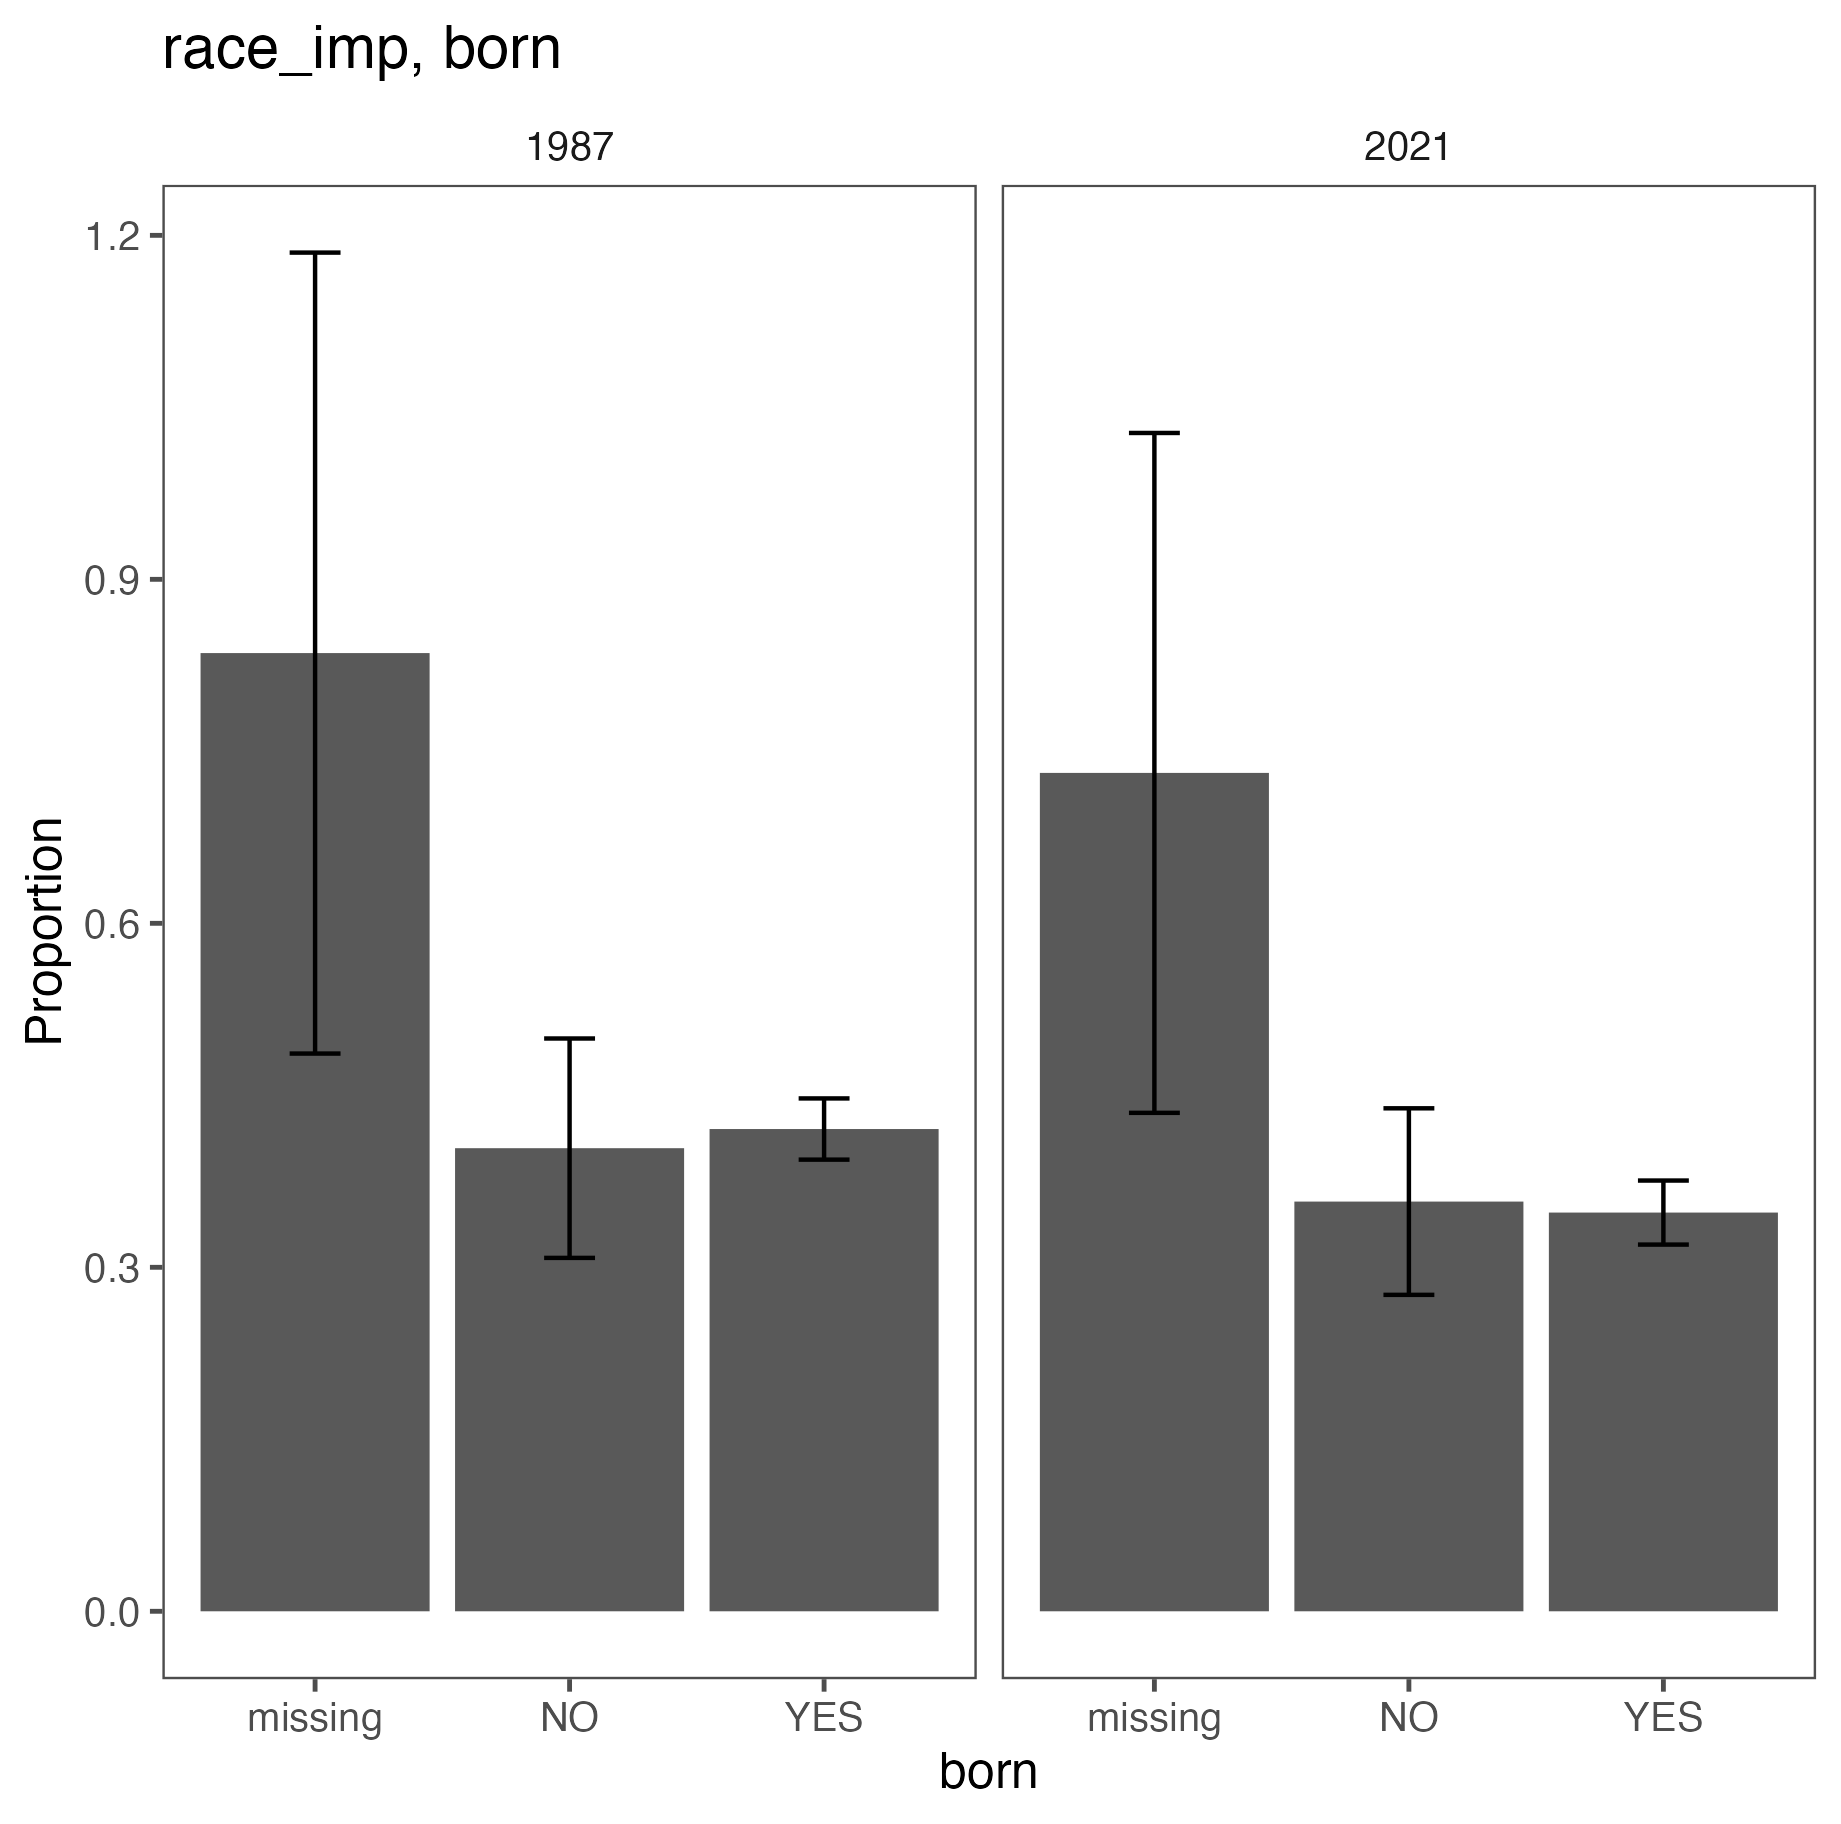 race_imp, born
1987 2021
1.2
0.9
0.6
0.3
0.0
Proportion
missing NO YES missing NO YES
born